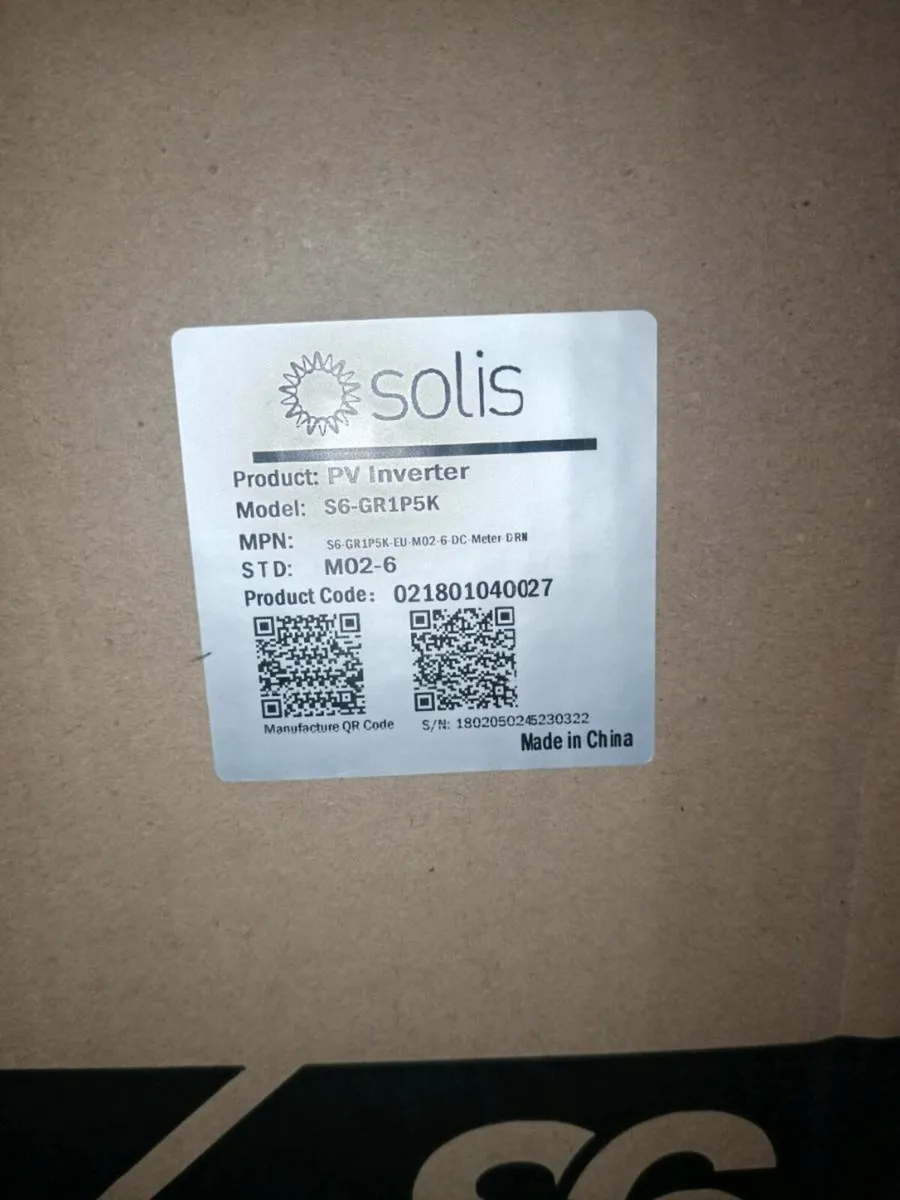 solis
Product: PV Inverter
Model: S6-GR1P5K
MPN: S6-GR1P5K-EU-M02-6-DC-Meter-DRN
STD: M02-6
Product Code: 021801040027
Manufacture QR Code
S/N: 1802050245230322
Made in China
S6